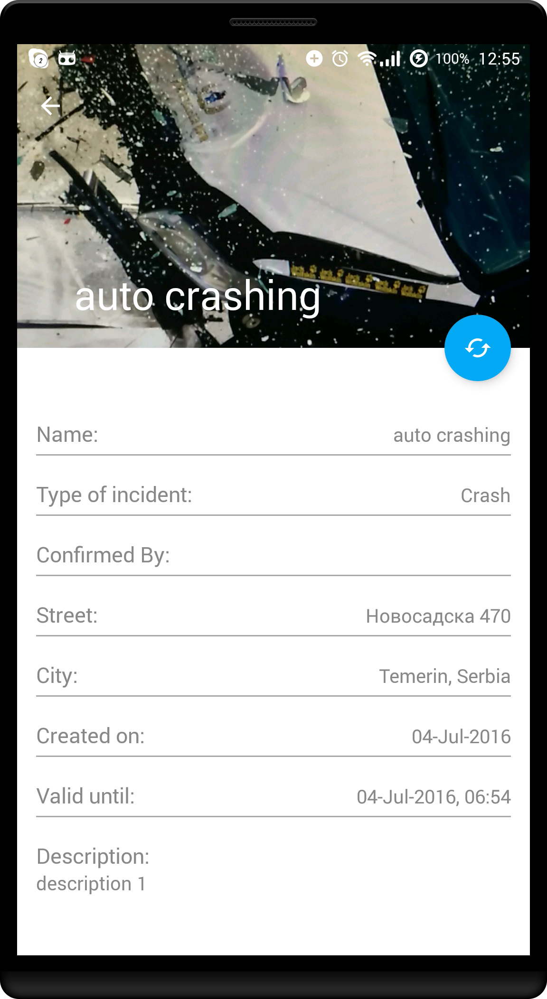 2
100% 12:55
auto crashing
Name: auto crashing
Type of incident: Crash
Confirmed By:
Street: Новосадска 470
City: Temerin, Serbia
Created on: 04-Jul-2016
Valid until: 04-Jul-2016, 06:54
Description:
description 1